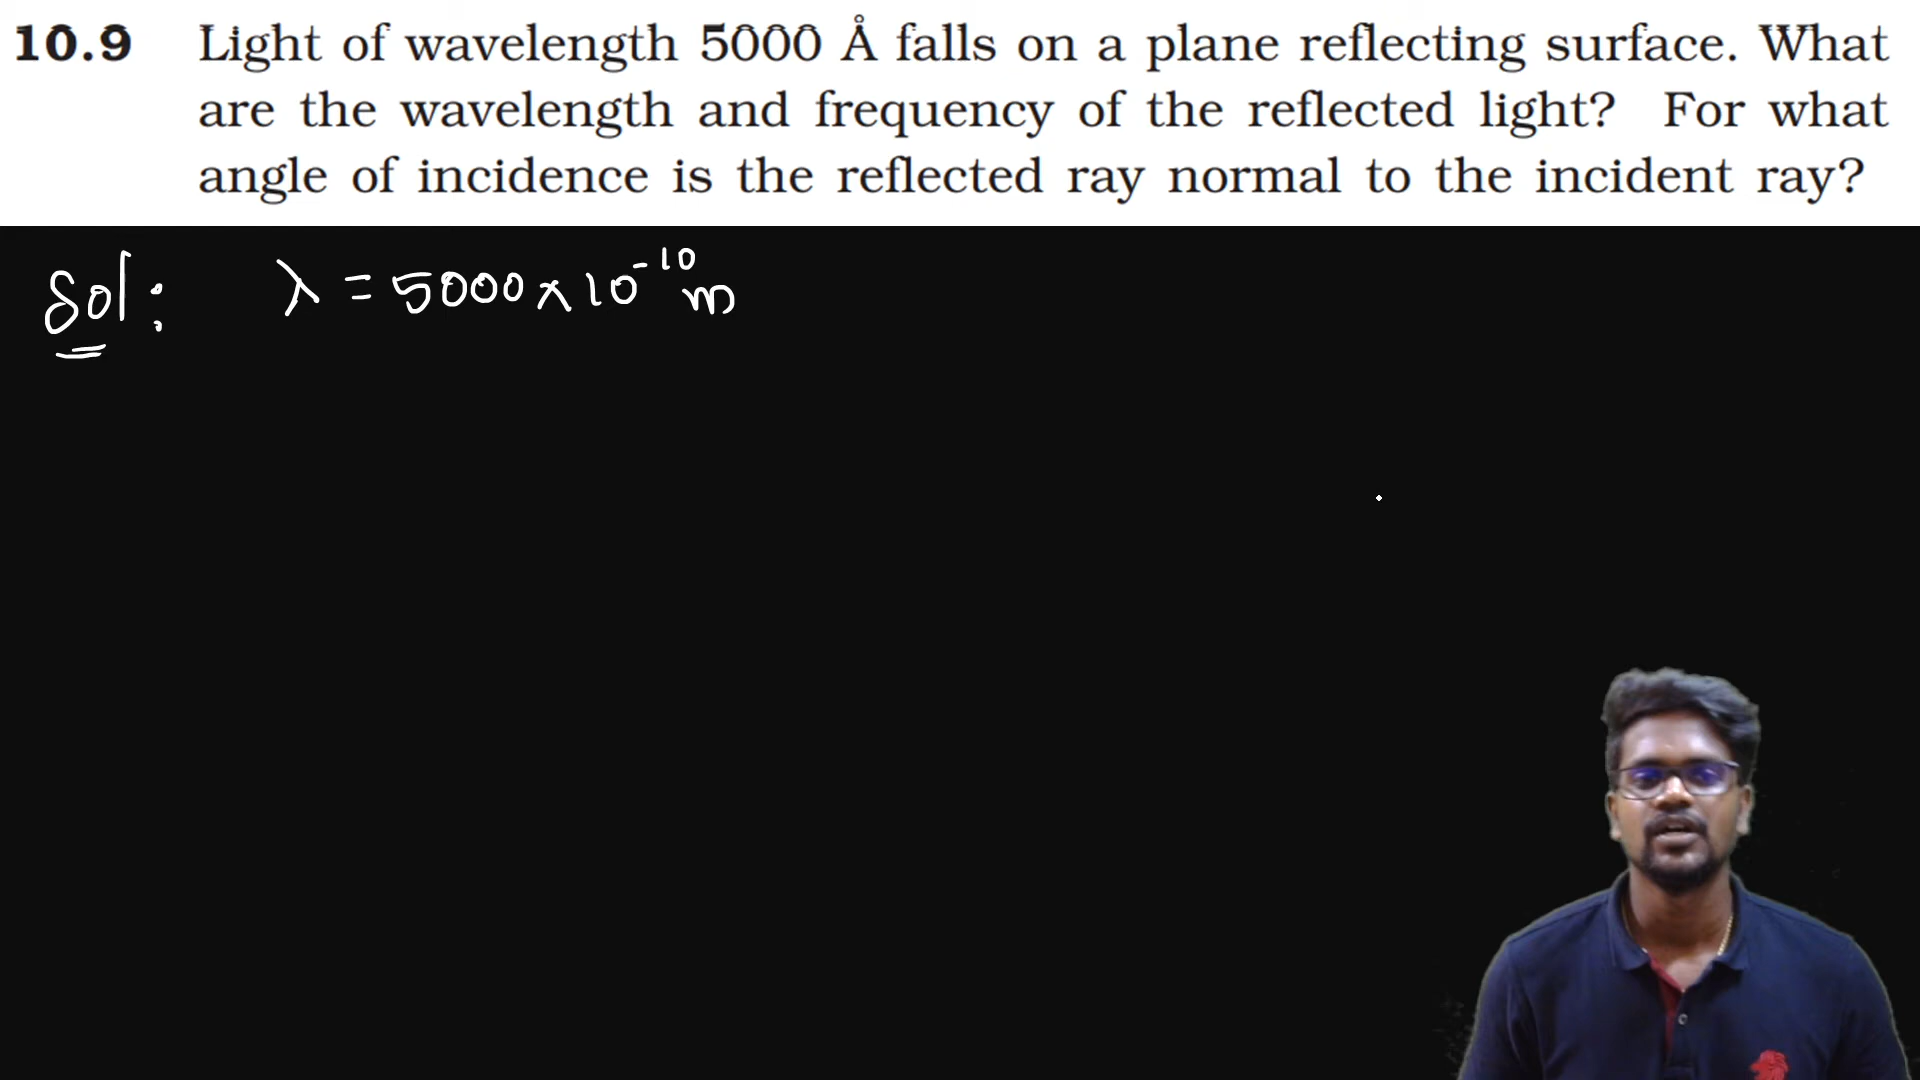 10.9 Light of wavelength 5000 Å falls on a plane reflecting surface. What
are the wavelength and frequency of the reflected light? For what
angle of incidence is the reflected ray normal to the incident ray?
Sol: λ = 5000 × 10⁻¹⁰ m